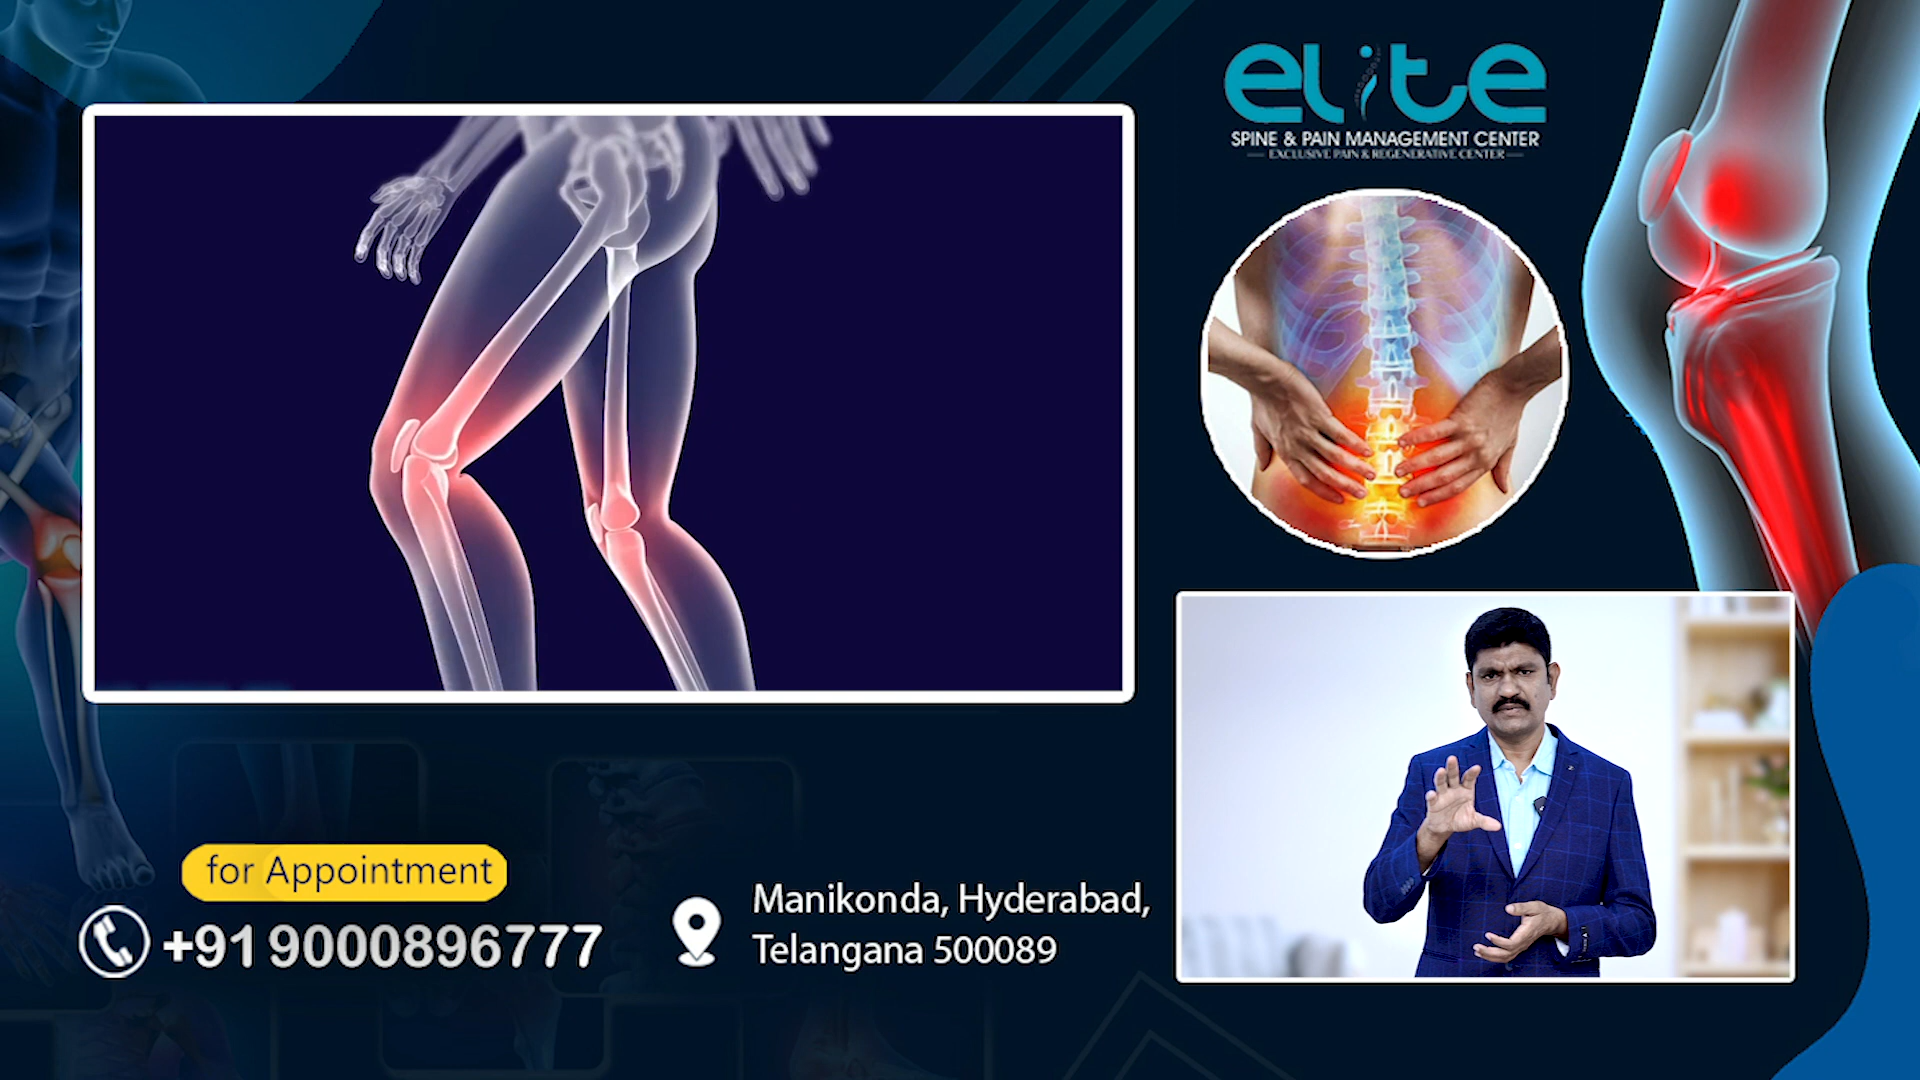 elite
SPINE & PAIN MANAGEMENT CENTER
EXCLUSIVE PAIN & REGENERATIVE CENTER
for Appointment
+91 9000896777
Manikonda, Hyderabad,
Telangana 500089